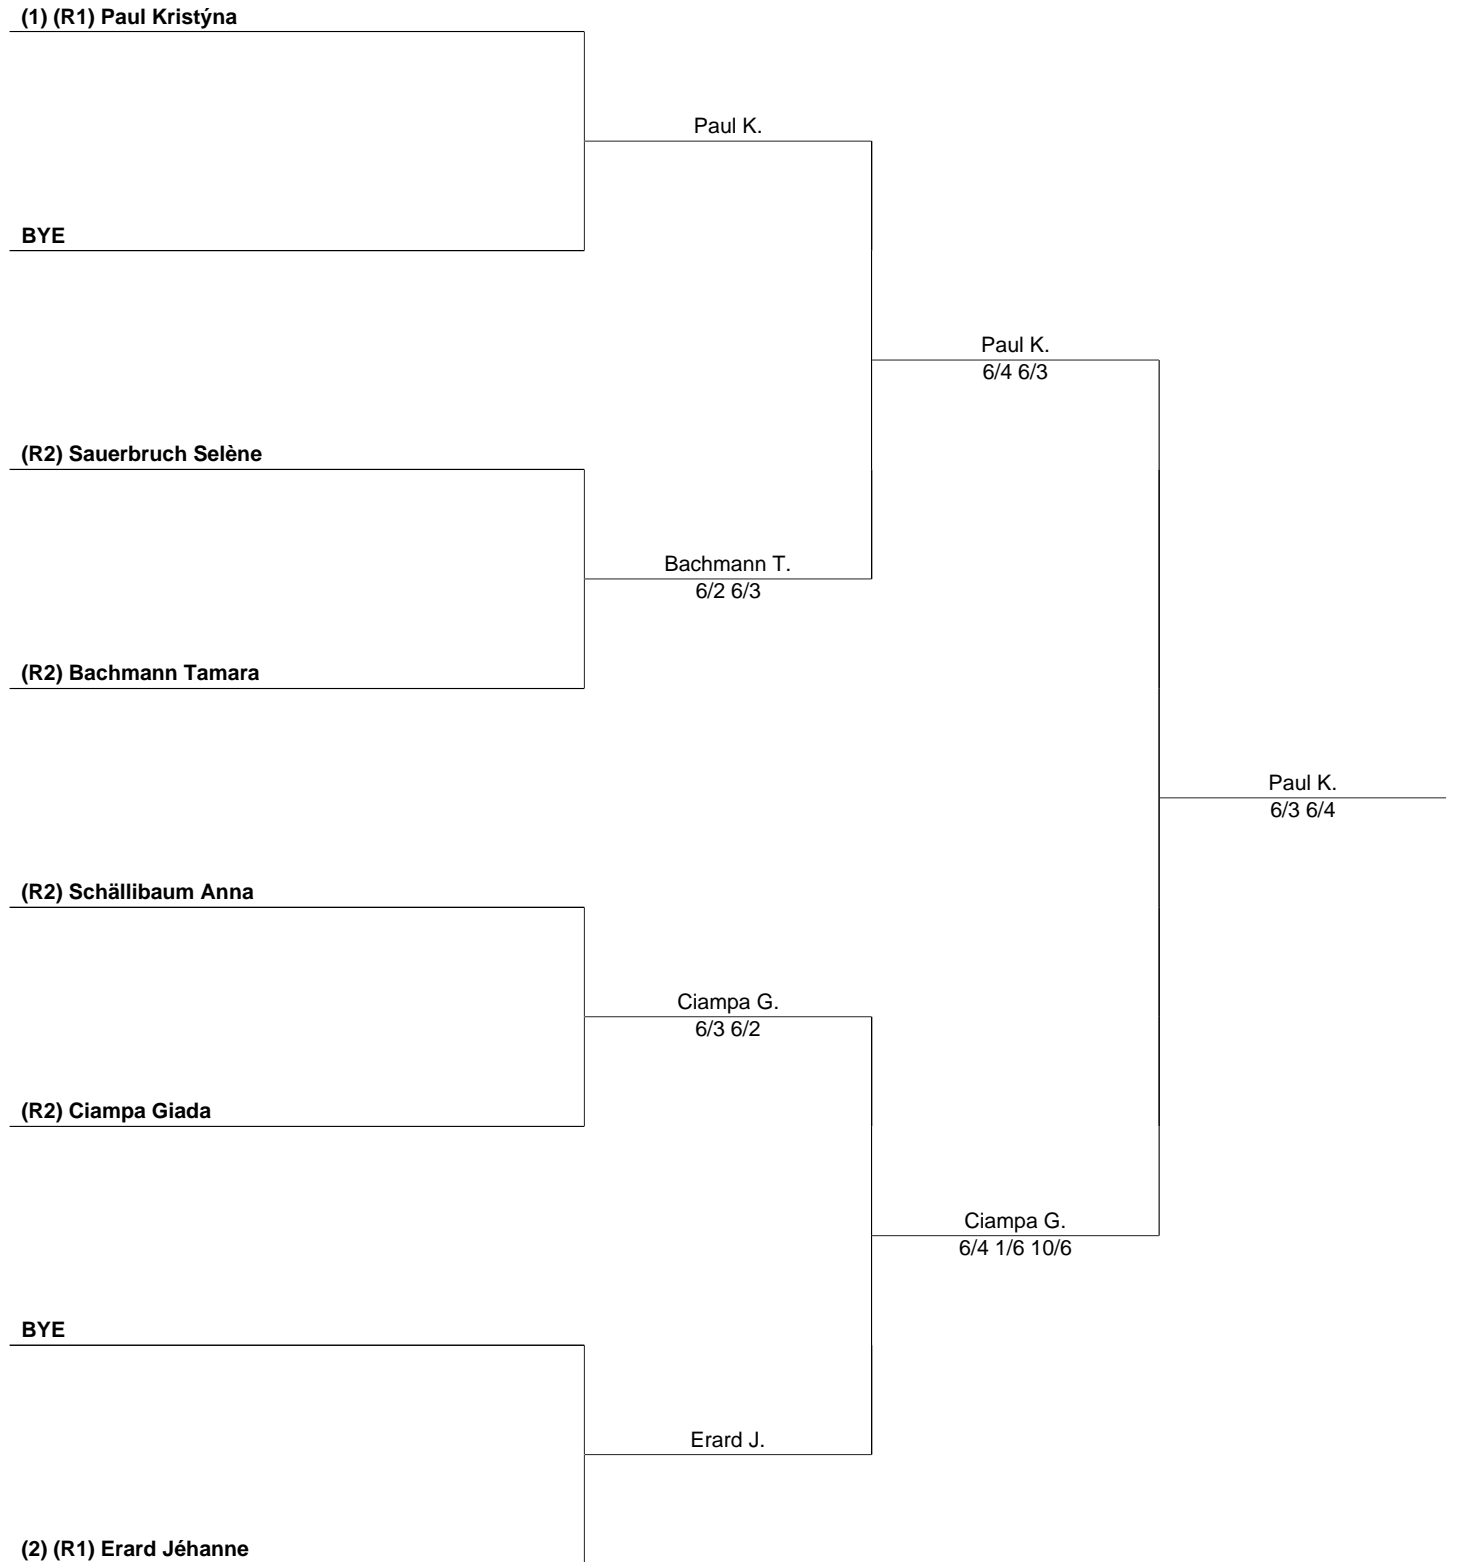 (1) (R1) Paul Kristýna
Paul K.
BYE
Paul K.
6/4 6/3
(R2) Sauerbruch Selène
Bachmann T.
6/2 6/3
(R2) Bachmann Tamara
Paul K.
6/3 6/4
(R2) Schällibaum Anna
Ciampa G.
6/3 6/2
(R2) Ciampa Giada
Ciampa G.
6/4 1/6 10/6
BYE
Erard J.
(2) (R1) Erard Jéhanne